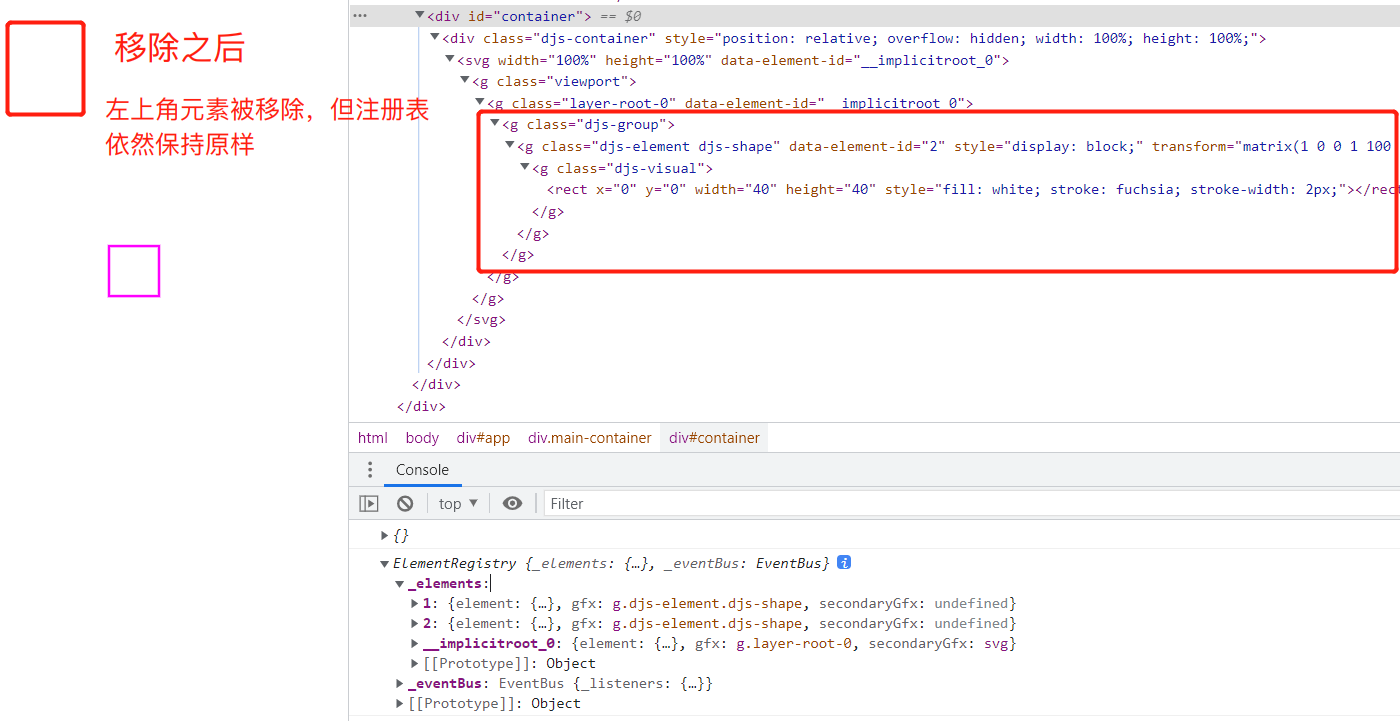 移除之后
左上角元素被移除，但注册表
依然保持原样
••• ▼<div id="container"> == $0
▼<div class="djs-container" style="position: relative; overflow: hidden; width: 100%; height: 100%;">
▼<svg width="100%" height="100%" data-element-id="__implicitroot_0">
▼<g class="viewport">
▼<g class="layer-root-0" data-element-id="__implicitroot_0">
▼<g class="djs-group">
▼<g class="djs-element djs-shape" data-element-id="2" style="display: block;" transform="matrix(1 0 0 1 100
▼<g class="djs-visual">
<rect x="0" y="0" width="40" height="40" style="fill: white; stroke: fuchsia; stroke-width: 2px;"></rect
</g>
</g>
</g>
</g>
</g>
</svg>
</div>
</div>
</div>
</div>
html body div#app div.main-container div#container
Console
top ▼ Filter
▶{}
▼ElementRegistry {_elements: {…}, _eventBus: EventBus} i
▼_elements:
▶1: {element: {…}, gfx: g.djs-element.djs-shape, secondaryGfx: undefined}
▶2: {element: {…}, gfx: g.djs-element.djs-shape, secondaryGfx: undefined}
▶__implicitroot_0: {element: {…}, gfx: g.layer-root-0, secondaryGfx: svg}
▶[[Prototype]]: Object
▶_eventBus: EventBus {_listeners: {…}}
▶[[Prototype]]: Object